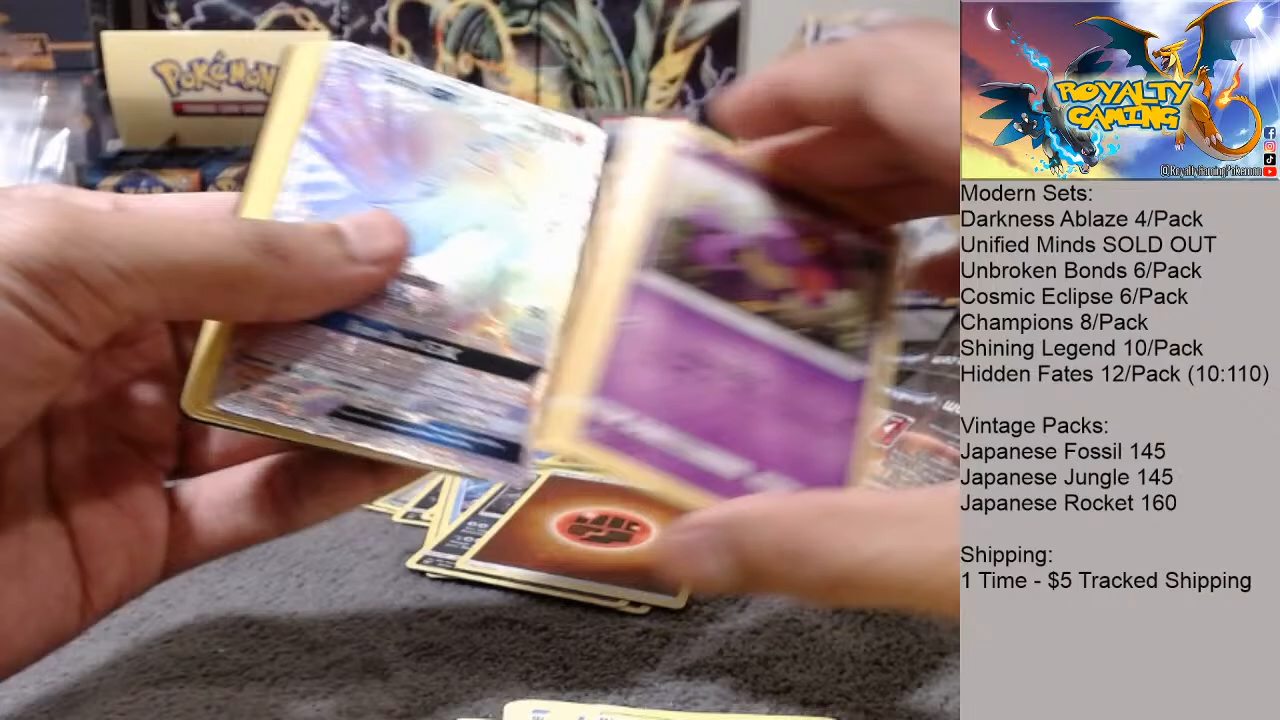 POKéMON
ROYALTY
GAMING
@RoyaltyGamingPokemon
Modern Sets:
Darkness Ablaze 4/Pack
Unified Minds SOLD OUT
Unbroken Bonds 6/Pack
Cosmic Eclipse 6/Pack
Champions 8/Pack
Shining Legend 10/Pack
Hidden Fates 12/Pack (10:110)
Vintage Packs:
Japanese Fossil 145
Japanese Jungle 145
Japanese Rocket 160
Shipping:
1 Time - $5 Tracked Shipping